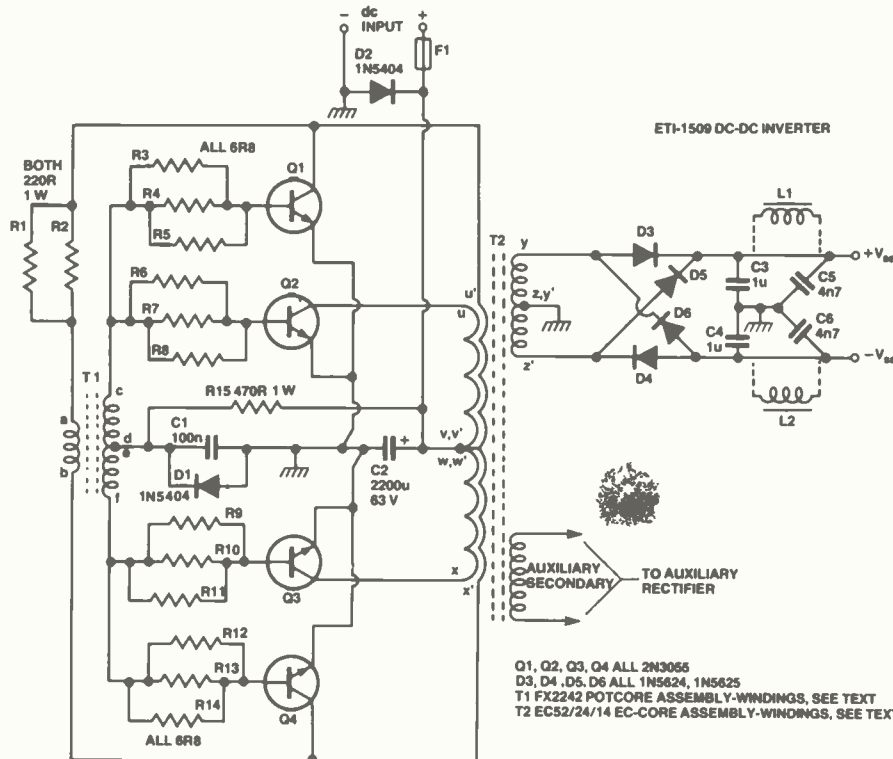 - dc +
INPUT
F1
D2
1N5404
ETI-1509 DC-DC INVERTER
ALL 6R8
BOTH
220R
1 W
R1
R2
R3
R4
R5
Q1
R6
R7
R8
Q2
R15 470R 1 W
T1
a
b
c
d
e
f
C1
100n
D1
1N5404
C2
2200u
63 V
+
R9
R10
R11
Q3
R12
R13
R14
Q4
ALL 6R8
T2
u'
u
v,v'
w,w'
x
x'
y
z,y'
z'
D3
D5
D6
D4
C3
1u
C4
1u
L1
C5
4n7
C6
4n7
L2
AUXILIARY
SECONDARY
TO AUXILIARY
RECTIFIER
Q1, Q2, Q3, Q4 ALL 2N3055
D3, D4 ,D5, D6 ALL 1N5624, 1N5625
T1 FX2242 POTCORE ASSEMBLY-WINDINGS, SEE TEXT
T2 EC52/24/14 EC-CORE ASSEMBLY-WINDINGS, SEE TEXT